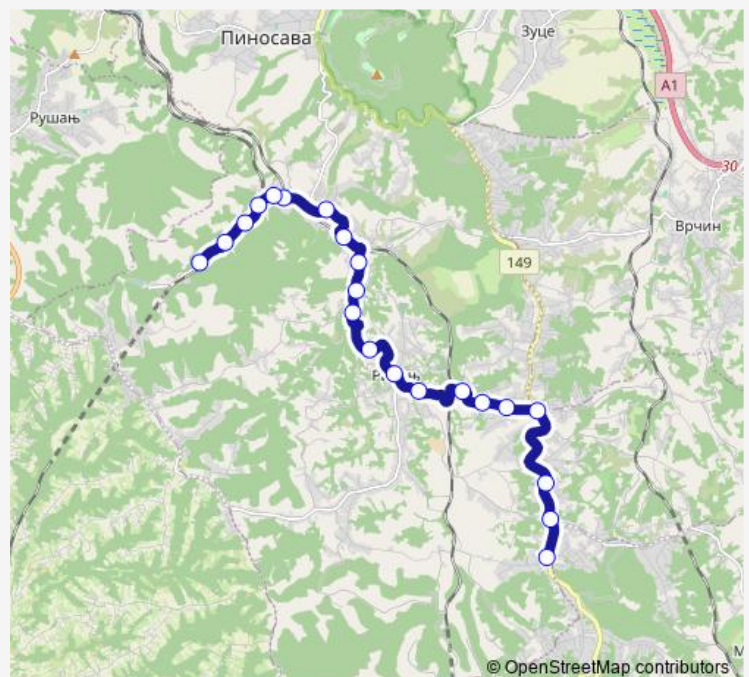 Пиносава
Зуце
A1
Рушањ
30
Врчин
149
М
© OpenStreetMap contributors